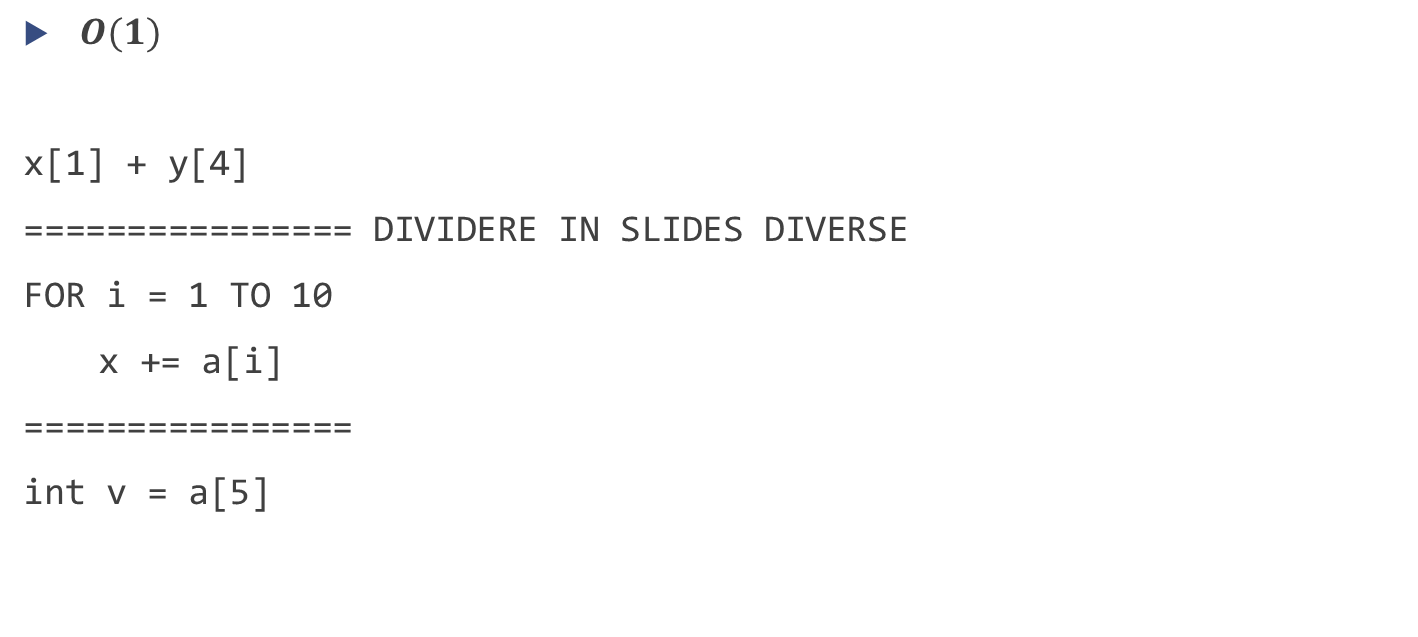 ▶ O(1)
x[1] + y[4]
================ DIVIDERE IN SLIDES DIVERSE
FOR i = 1 TO 10
x += a[i]
================
int v = a[5]